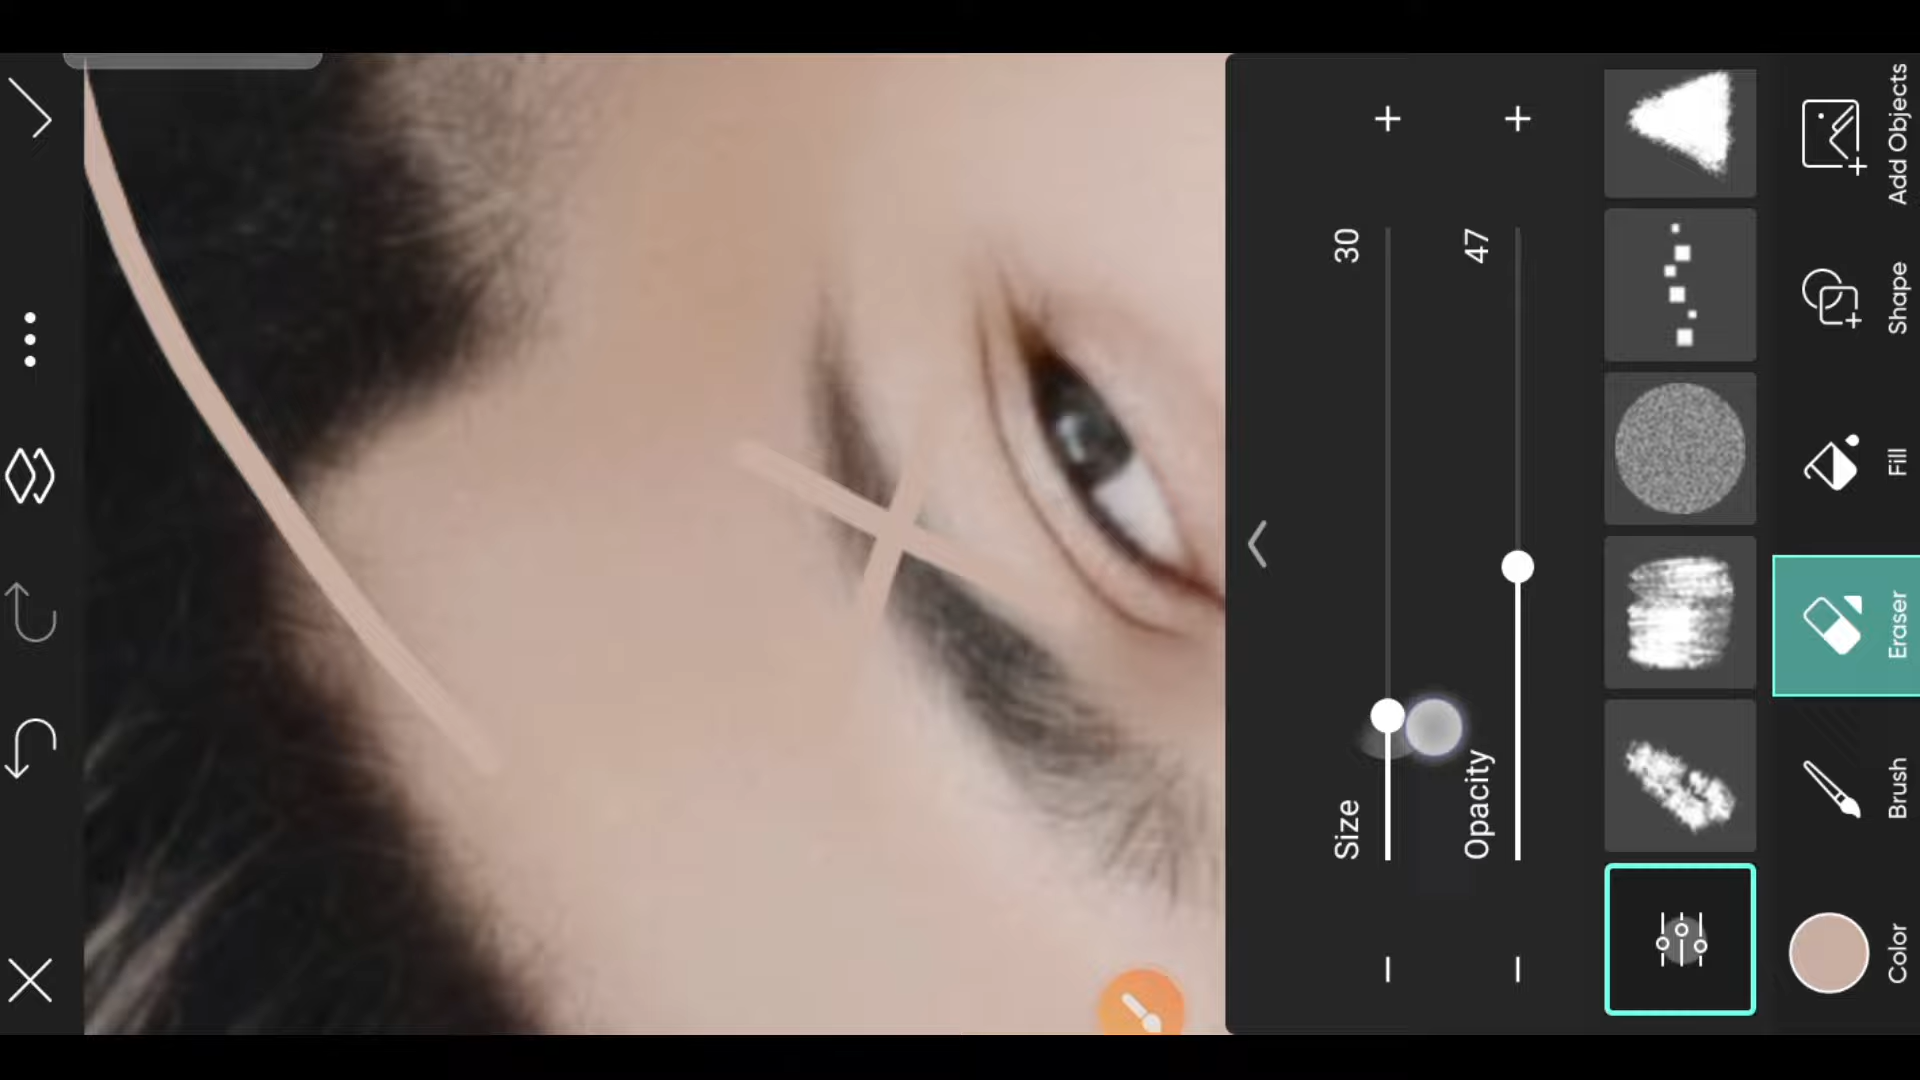 Size
30
Opacity
47
Color
Brush
Eraser
Fill
Shape
Add Objects